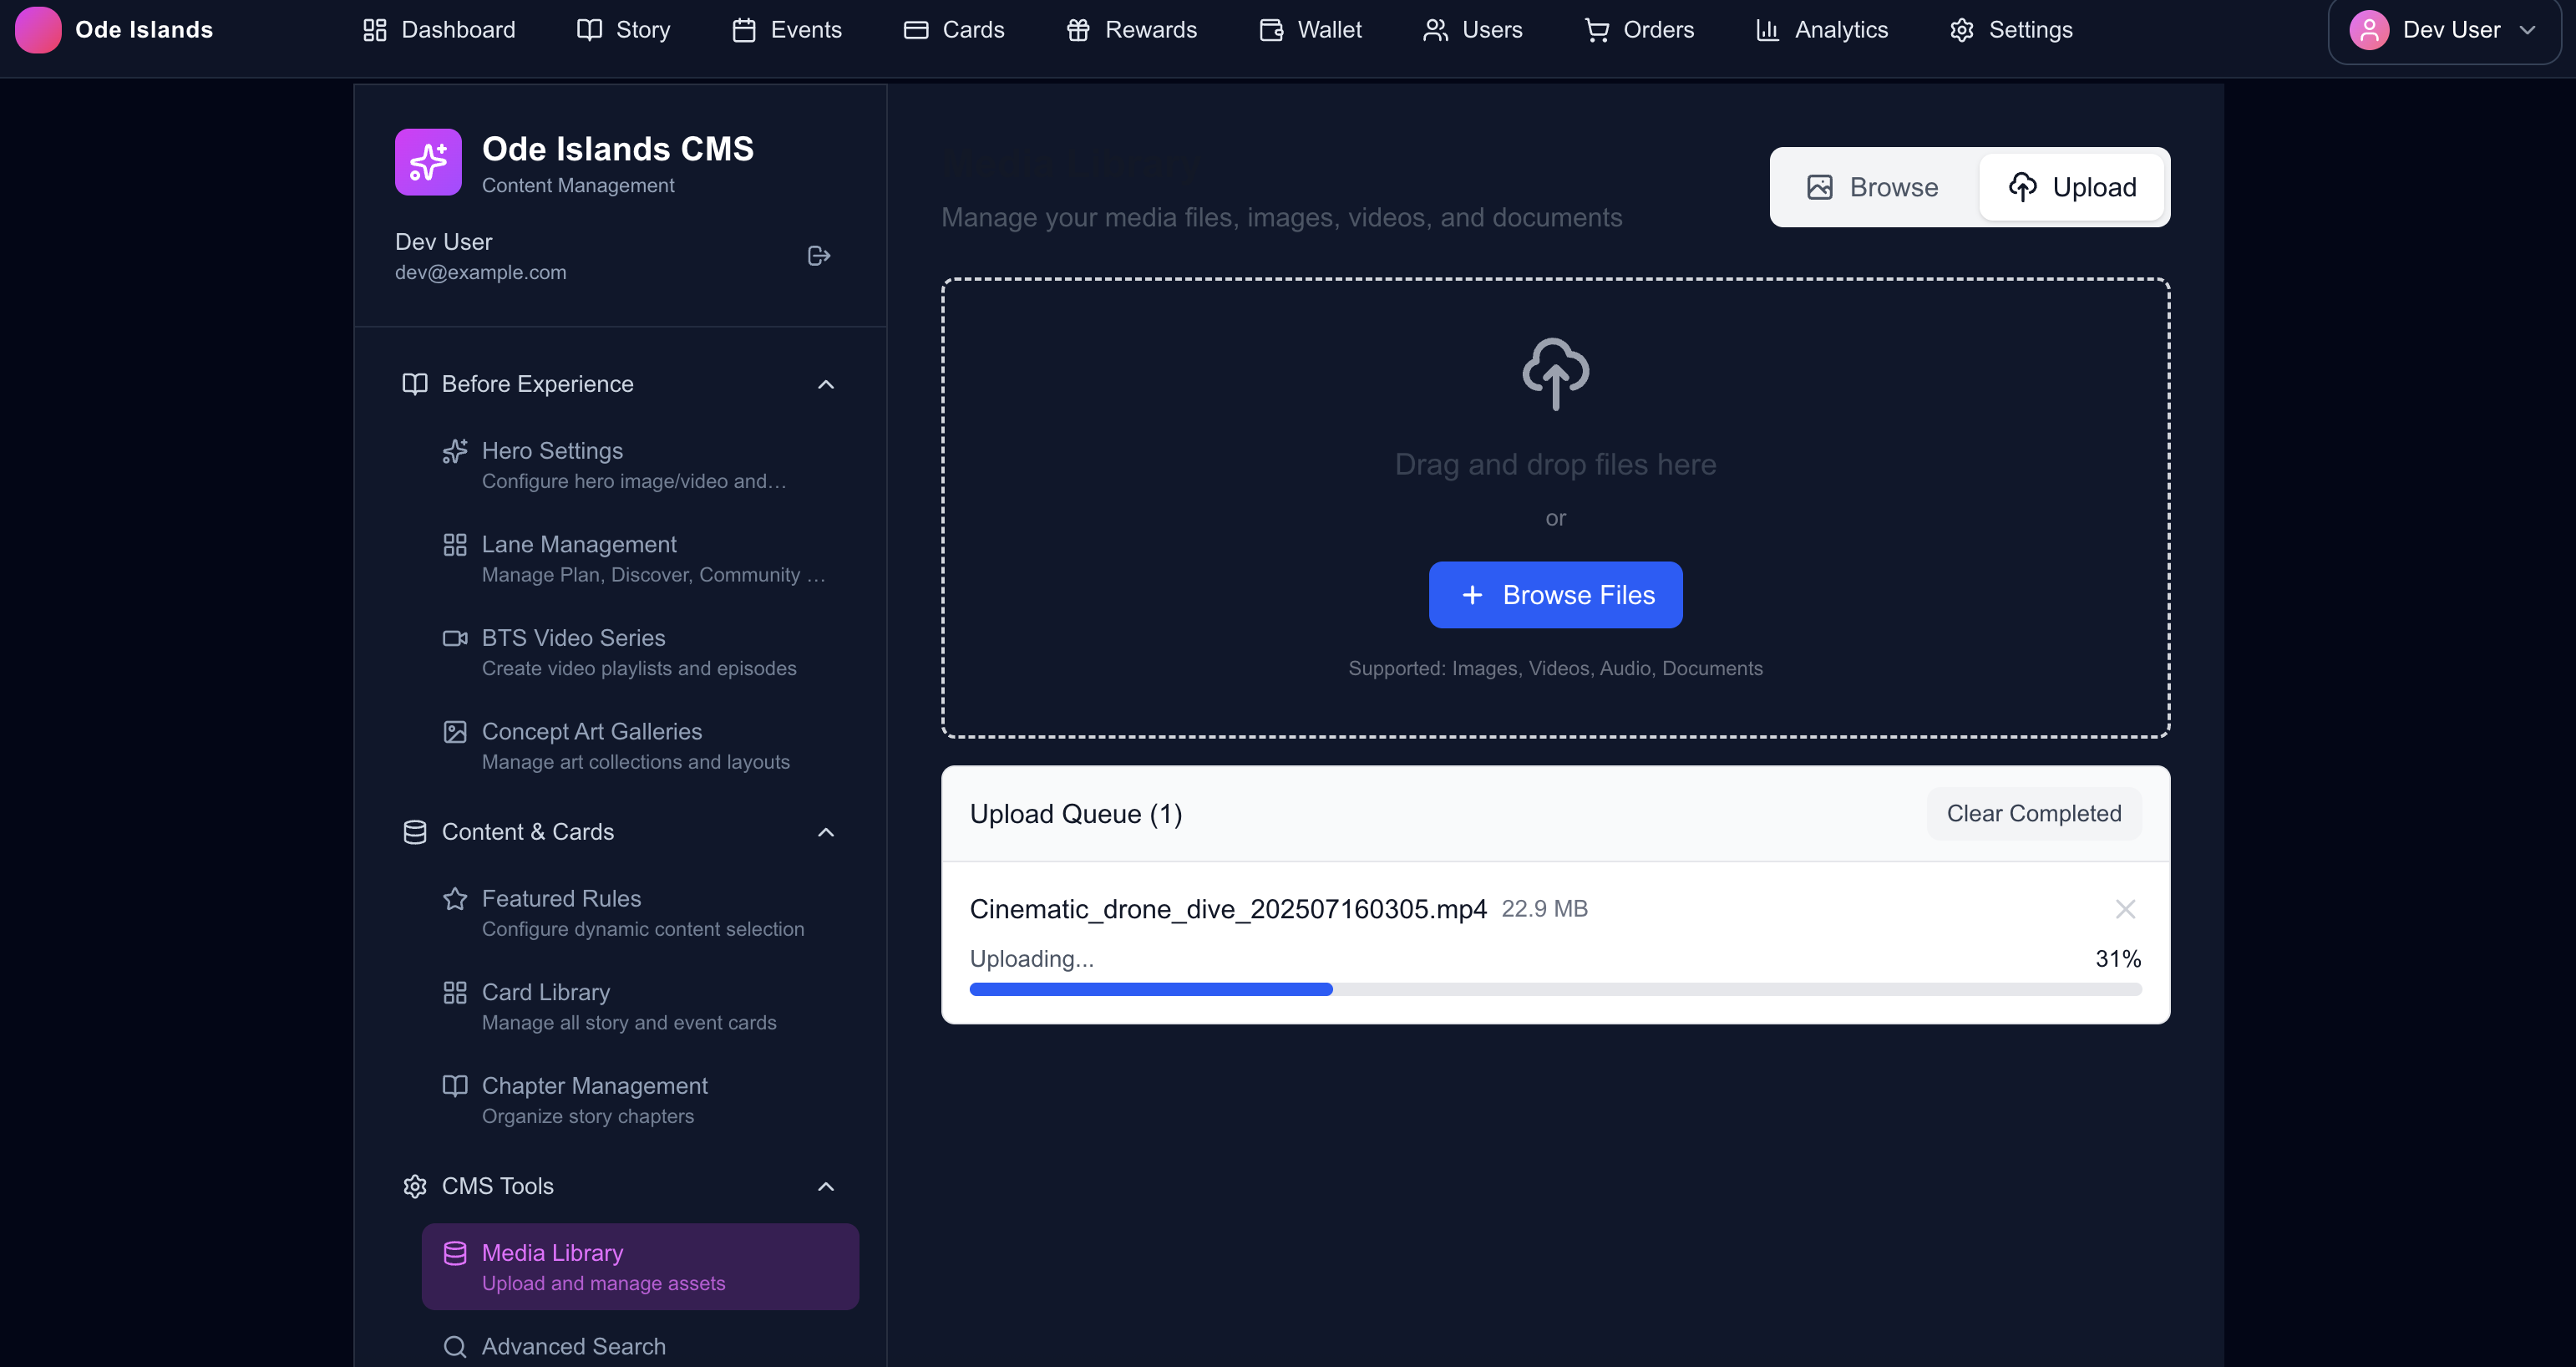 Ode Islands
Dashboard
Story
Events
Cards
Rewards
Wallet
Users
Orders
Analytics
Settings
Dev User
Ode Islands CMS
Content Management
Dev User
dev@example.com
Before Experience
Hero Settings
Configure hero image/video and…
Lane Management
Manage Plan, Discover, Community …
BTS Video Series
Create video playlists and episodes
Concept Art Galleries
Manage art collections and layouts
Content & Cards
Featured Rules
Configure dynamic content selection
Card Library
Manage all story and event cards
Chapter Management
Organize story chapters
CMS Tools
Media Library
Upload and manage assets
Advanced Search
Media Library
Manage your media files, images, videos, and documents
Browse
Upload
Drag and drop files here
or
Browse Files
Supported: Images, Videos, Audio, Documents
Upload Queue (1)
Clear Completed
Cinematic_drone_dive_202507160305.mp4 22.9 MB
Uploading...
31%